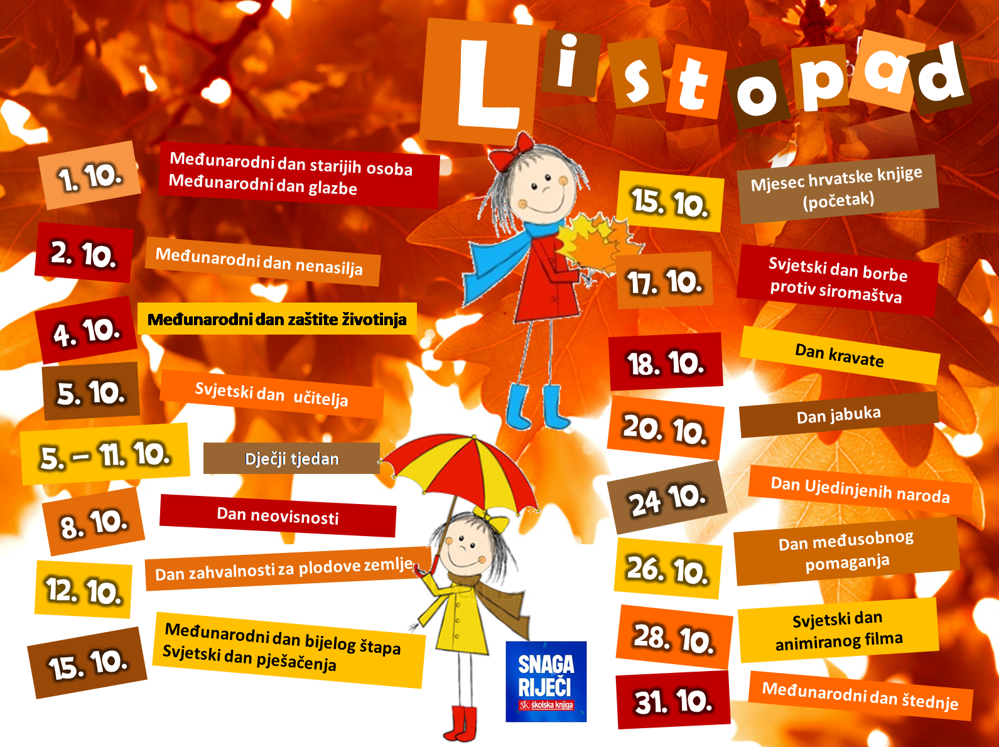 Listopad
1. 10.
Međunarodni dan starijih osoba
Međunarodni dan glazbe
2. 10.
Međunarodni dan nenasilja
4. 10.
Međunarodni dan zaštite životinja
5. 10.
Svjetski dan učitelja
5. – 11. 10.
Dječji tjedan
8. 10.
Dan neovisnosti
12. 10.
Dan zahvalnosti za plodove zemlje
15. 10.
Međunarodni dan bijelog štapa
Svjetski dan pješačenja
15. 10.
Mjesec hrvatske knjige
(početak)
17. 10.
Svjetski dan borbe
protiv siromaštva
18. 10.
Dan kravate
20. 10.
Dan jabuka
24 10.
Dan Ujedinjenih naroda
26. 10.
Dan međusobnog
pomaganja
28. 10.
Svjetski dan
animiranog filma
31. 10.
Međunarodni dan štednje
SNAGA
RIJEČI
sk školska knjiga